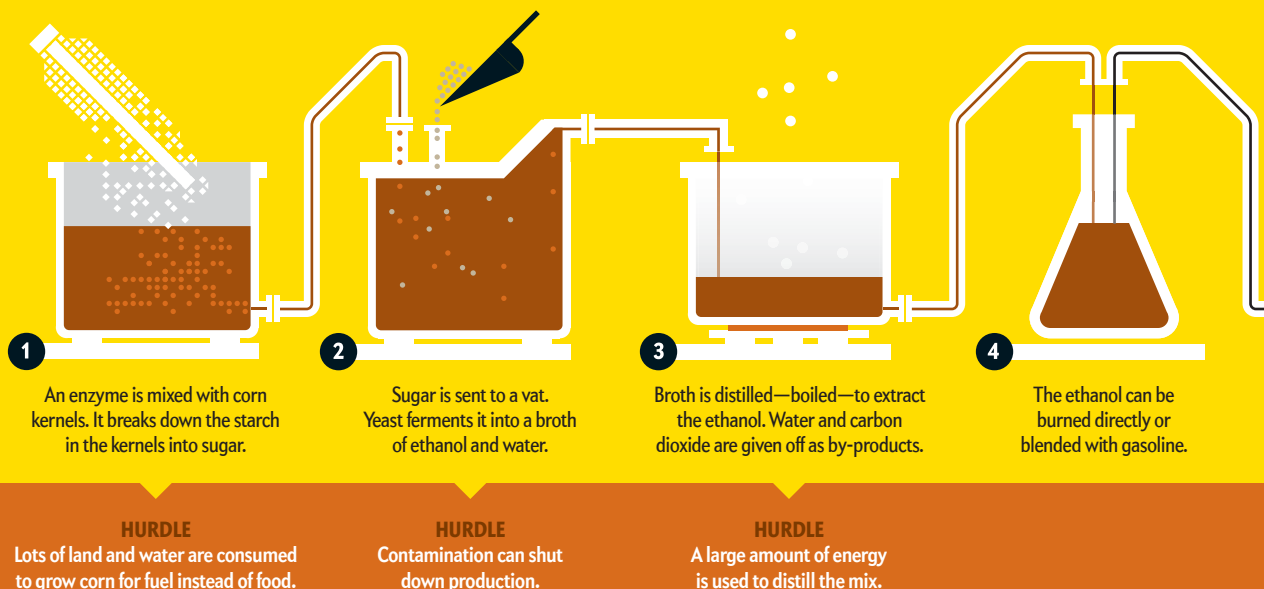 1
An enzyme is mixed with corn
kernels. It breaks down the starch
in the kernels into sugar.
2
Sugar is sent to a vat.
Yeast ferments it into a broth
of ethanol and water.
3
Broth is distilled—boiled—to extract
the ethanol. Water and carbon
dioxide are given off as by-products.
4
The ethanol can be
burned directly or
blended with gasoline.
HURDLE
Lots of land and water are consumed
to grow corn for fuel instead of food.
HURDLE
Contamination can shut
down production.
HURDLE
A large amount of energy
is used to distill the mix.